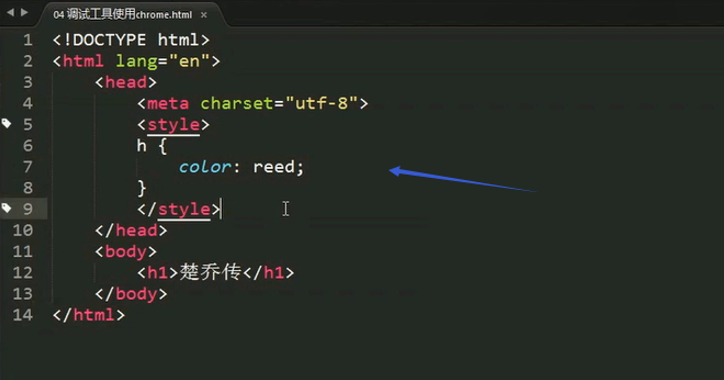 04 调试工具使用chrome.html ×
1 <!DOCTYPE html>
2 <html lang="en">
3 <head>
4 <meta charset="utf-8">
5 <style>
6 h {
7 color: reed;
8 }
9 </style>
10 </head>
11 <body>
12 <h1>楚乔传</h1>
13 </body>
14 </html>